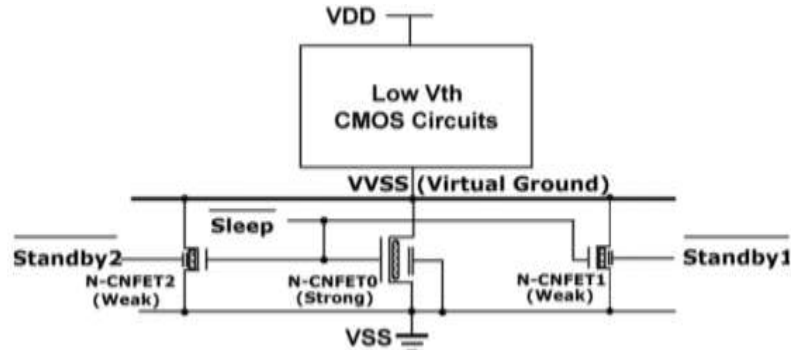 VDD
Low Vth
CMOS Circuits
VVSS (Virtual Ground)
Sleep
Standby2
Standby1
N-CNFET2
(Weak)
N-CNFET0
(Strong)
N-CNFET1
(Weak)
VSS